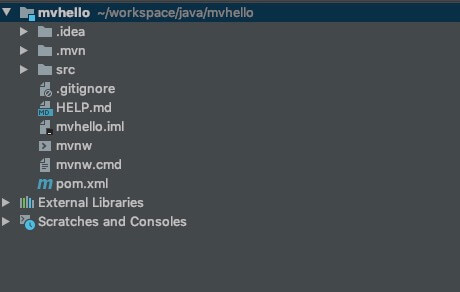 mvhello ~/workspace/java/mvhello
.idea
.mvn
src
.gitignore
HELP.md
mvhello.iml
mvnw
mvnw.cmd
pom.xml
External Libraries
Scratches and Consoles